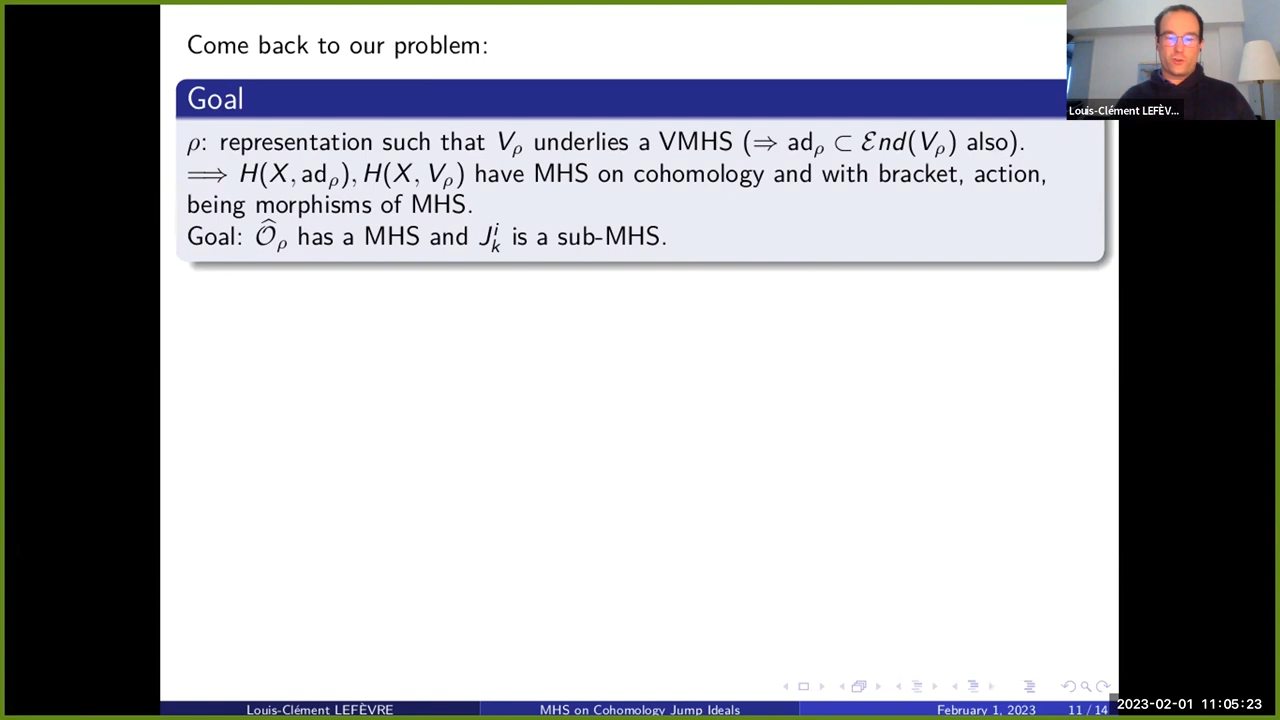 Come back to our problem:
Goal
ρ: representation such that V_ρ underlies a VMHS (⇒ ad_ρ ⊂ ℰnd(V_ρ) also).
⟹ H(X, ad_ρ), H(X, V_ρ) have MHS on cohomology and with bracket, action,
being morphisms of MHS.
Goal: 𝒪̂_ρ has a MHS and J^i_k is a sub-MHS.
Louis-Clément LEFÈV...
Louis-Clément LEFÈVRE
MHS on Cohomology Jump Ideals
February 1, 2023
11 / 14
2023-02-01 11:05:23